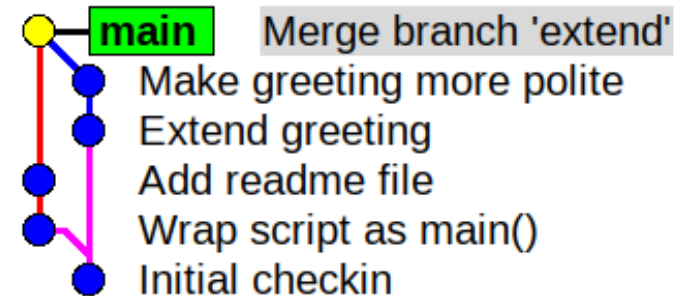 main Merge branch 'extend'
Make greeting more polite
Extend greeting
Add readme file
Wrap script as main()
Initial checkin